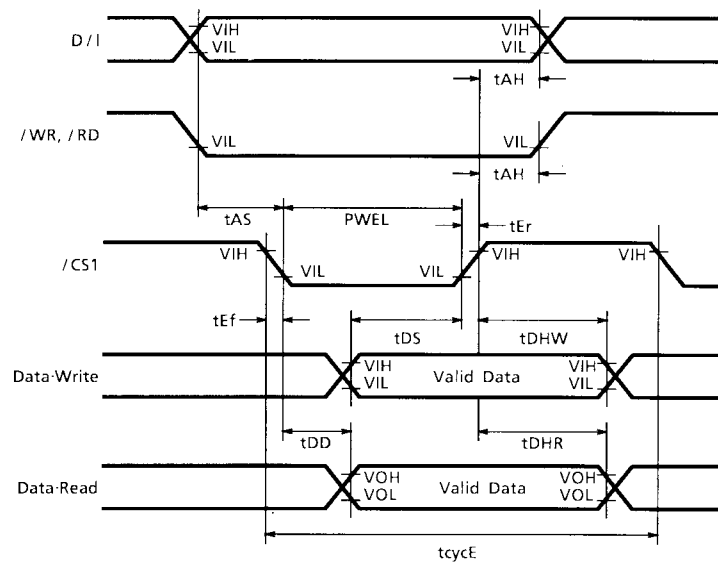 D/I
VIH
VIL
VIH
VIL
tAH
/WR, /RD
VIL
VIL
tAH
tAS
PWEL
tEr
/CS1
VIH
VIL
VIL
VIH
VIH
tEf
tDS
tDHW
Data·Write
VIH
VIL
Valid Data
VIH
VIL
tDD
tDHR
Data·Read
VOH
VOL
Valid Data
VOH
VOL
tcycE